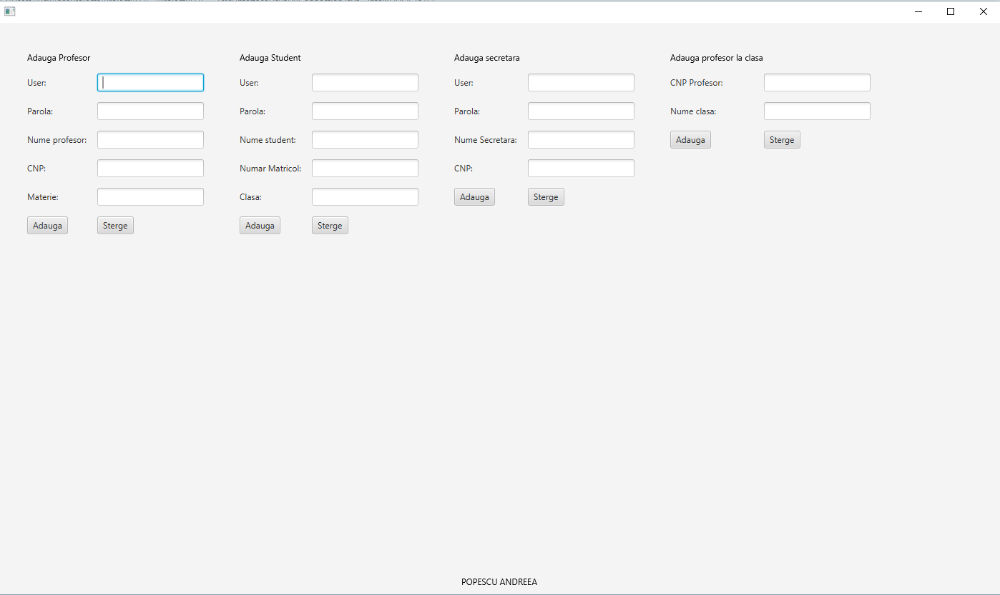 Adauga Profesor
User:
Parola:
Nume profesor:
CNP:
Materie:
Adauga Sterge
Adauga Student
User:
Parola:
Nume student:
Numar Matricol:
Clasa:
Adauga Sterge
Adauga secretara
User:
Parola:
Nume Secretara:
CNP:
Adauga Sterge
Adauga profesor la clasa
CNP Profesor:
Nume clasa:
Adauga Sterge
POPESCU ANDREEA